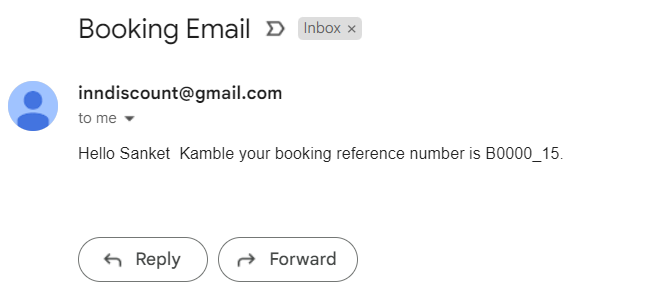 Booking Email
Inbox ×
inndiscount@gmail.com
to me
Hello Sanket  Kamble your booking reference number is B0000_15.
Reply
Forward